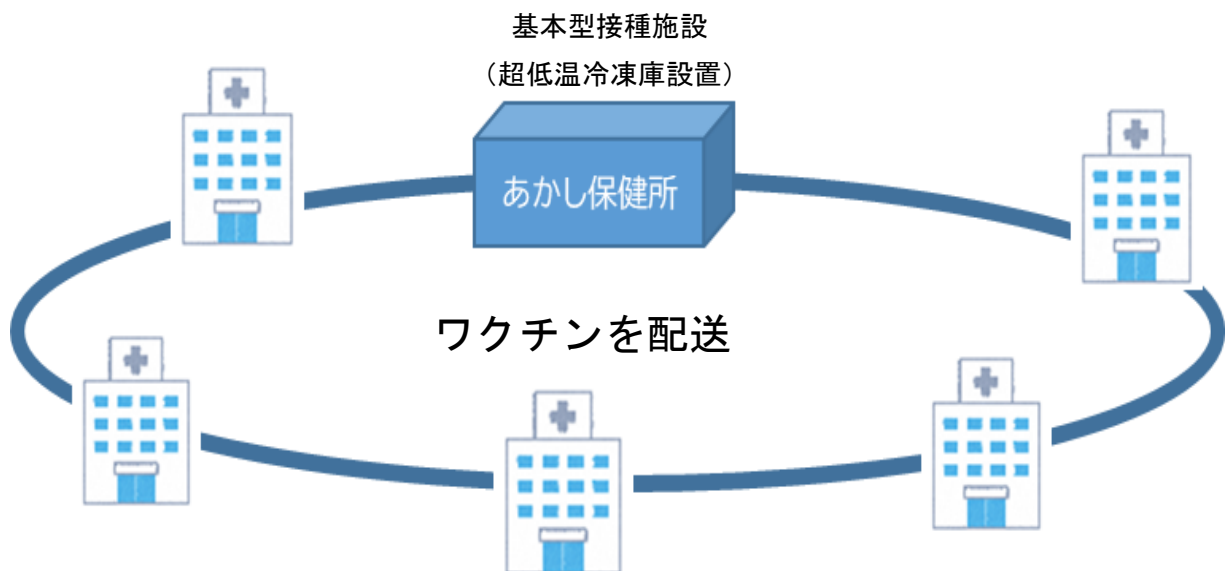 基本型接種施設
（超低温冷凍庫設置）
あかし保健所
ワクチンを配送